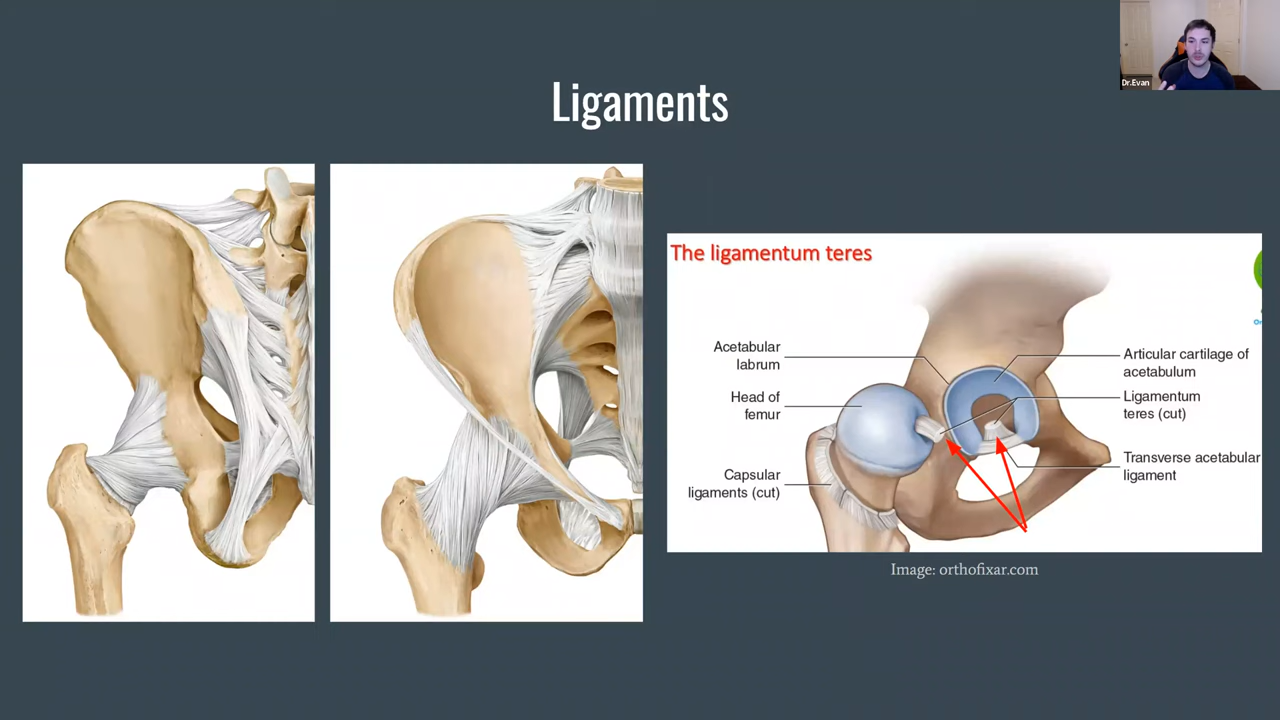 Dr.Evan
Ligaments
The ligamentum teres
Acetabular
labrum
Head of
femur
Capsular
ligaments (cut)
Articular cartilage of
acetabulum
Ligamentum
teres (cut)
Transverse acetabular
ligament
Image: orthofixar.com